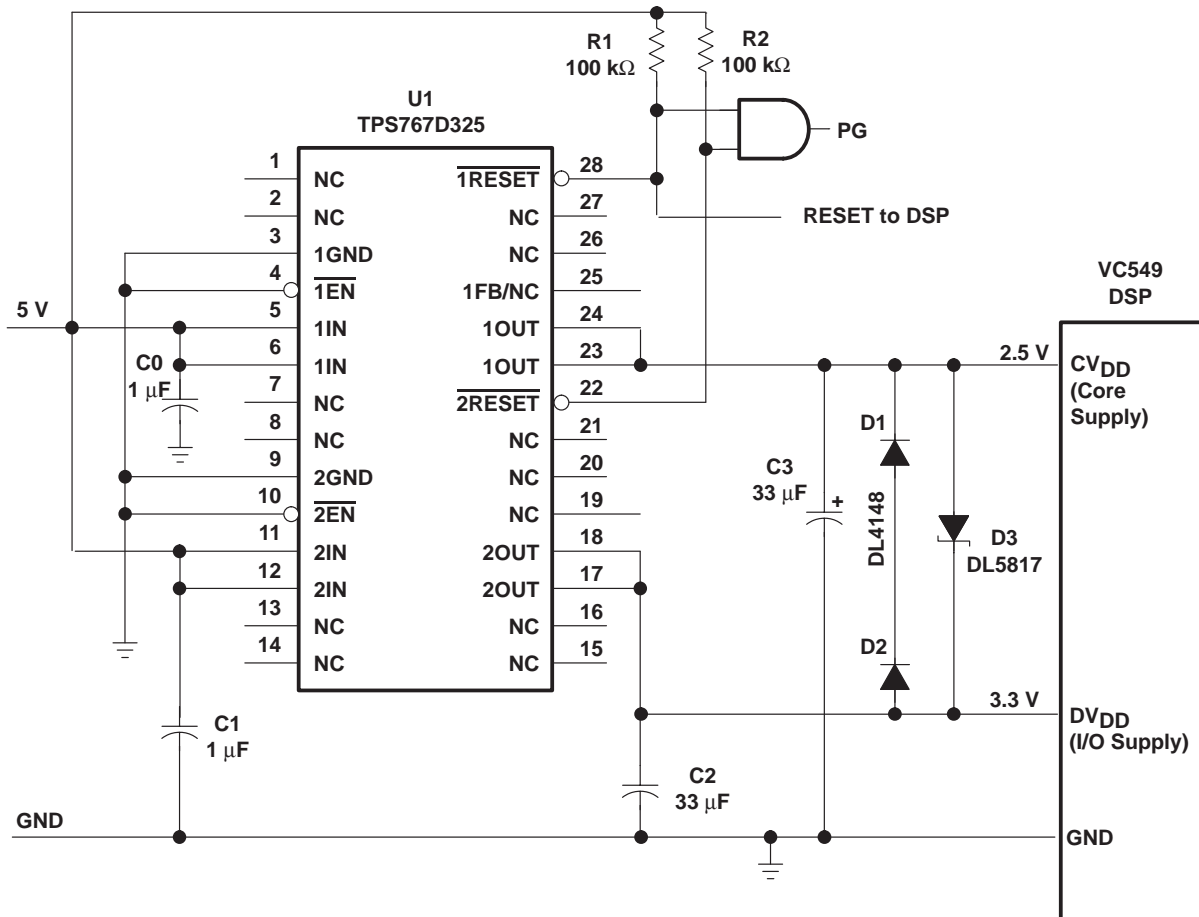 R1
100 kΩ
R2
100 kΩ
U1
TPS767D325
PG
1
NC
2
NC
3
1GND
4
1EN
5 V
5
1IN
6
1IN
C0
1 μF
7
NC
8
NC
9
2GND
10
2EN
11
2IN
12
2IN
13
NC
14
NC
1RESET
28
NC
27
NC
26
1FB/NC
25
1OUT
24
1OUT
23
2RESET
22
NC
21
NC
20
NC
19
2OUT
18
2OUT
17
NC
16
NC
15
RESET to DSP
VC549
DSP
2.5 V
CVDD
(Core
Supply)
D1
C3
33 μF
+
DL4148
D3
DL5817
D2
3.3 V
DVDD
(I/O Supply)
C1
1 μF
C2
33 μF
GND
GND